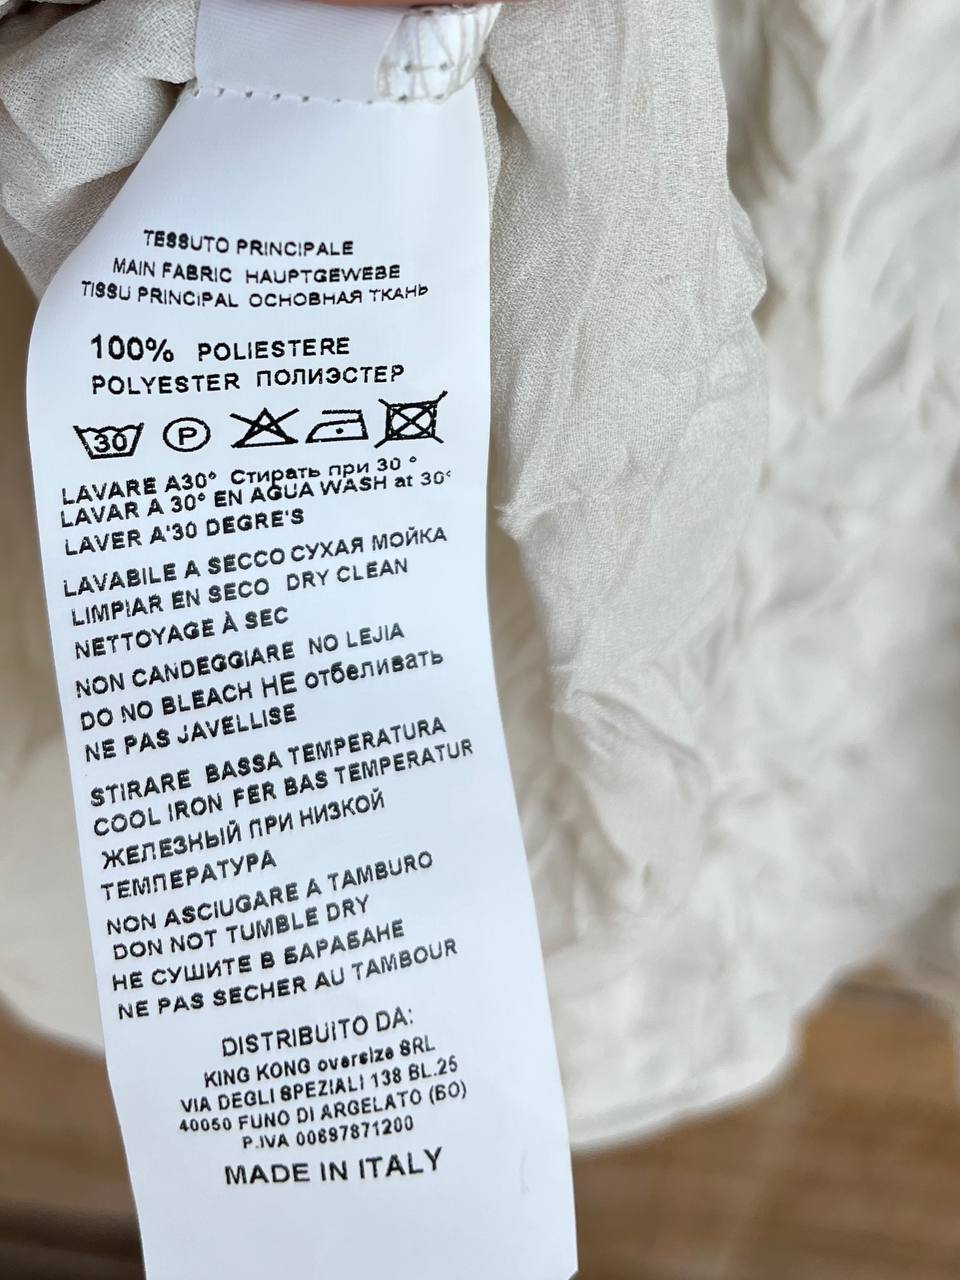 TESSUTO PRINCIPALE
MAIN FABRIC HAUPTGEWEBE
TISSU PRINCIPAL ОСНОВНАЯ ТКАНЬ
100% POLIESTERE
POLYESTER ПОЛИЭСТЕР
30 P
LAVARE A30° Стирать при 30 °
LAVAR A 30° EN AGUA WASH at 30°
LAVER A'30 DEGRE'S
LAVABILE A SECCO СУХАЯ МОЙКА
LIMPIAR EN SECO DRY CLEAN
NETTOYAGE À SEC
NON CANDEGGIARE NO LEJIA
DO NO BLEACH НЕ отбеливать
NE PAS JAVELLISE
STIRARE BASSA TEMPERATURA
COOL IRON FER BAS TEMPERATUR
ЖЕЛЕЗНЫЙ ПРИ НИЗКОЙ
ТЕМПЕРАТУРА
NON ASCIUGARE A TAMBURO
DON NOT TUMBLE DRY
НЕ СУШИТЕ В БАРАБАНЕ
NE PAS SECHER AU TAMBOUR
DISTRIBUITO DA:
KING KONG oversize SRL
VIA DEGLI SPEZIALI 138 BL.25
40050 FUNO DI ARGELATO (БО)
P.IVA 00697871200
MADE IN ITALY